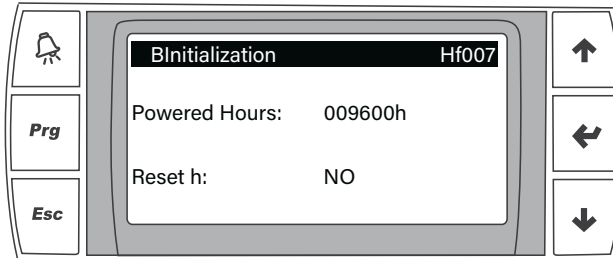 BInitialization Hf007
Prg
Powered Hours: 009600h
Reset h: NO
Esc